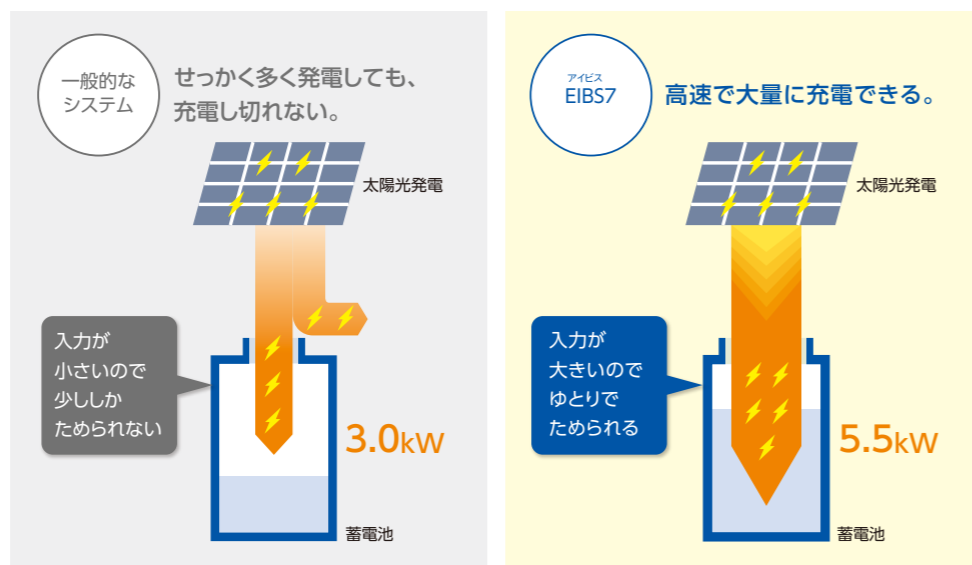 一般的な
システム
せっかく多く発電しても、
充電し切れない。
太陽光発電
入力が
小さいので
少ししか
ためられない
3.0kW
蓄電池
アイビス
EIBS7
高速で大量に充電できる。
太陽光発電
入力が
大きいので
ゆとりで
ためられる
5.5kW
蓄電池